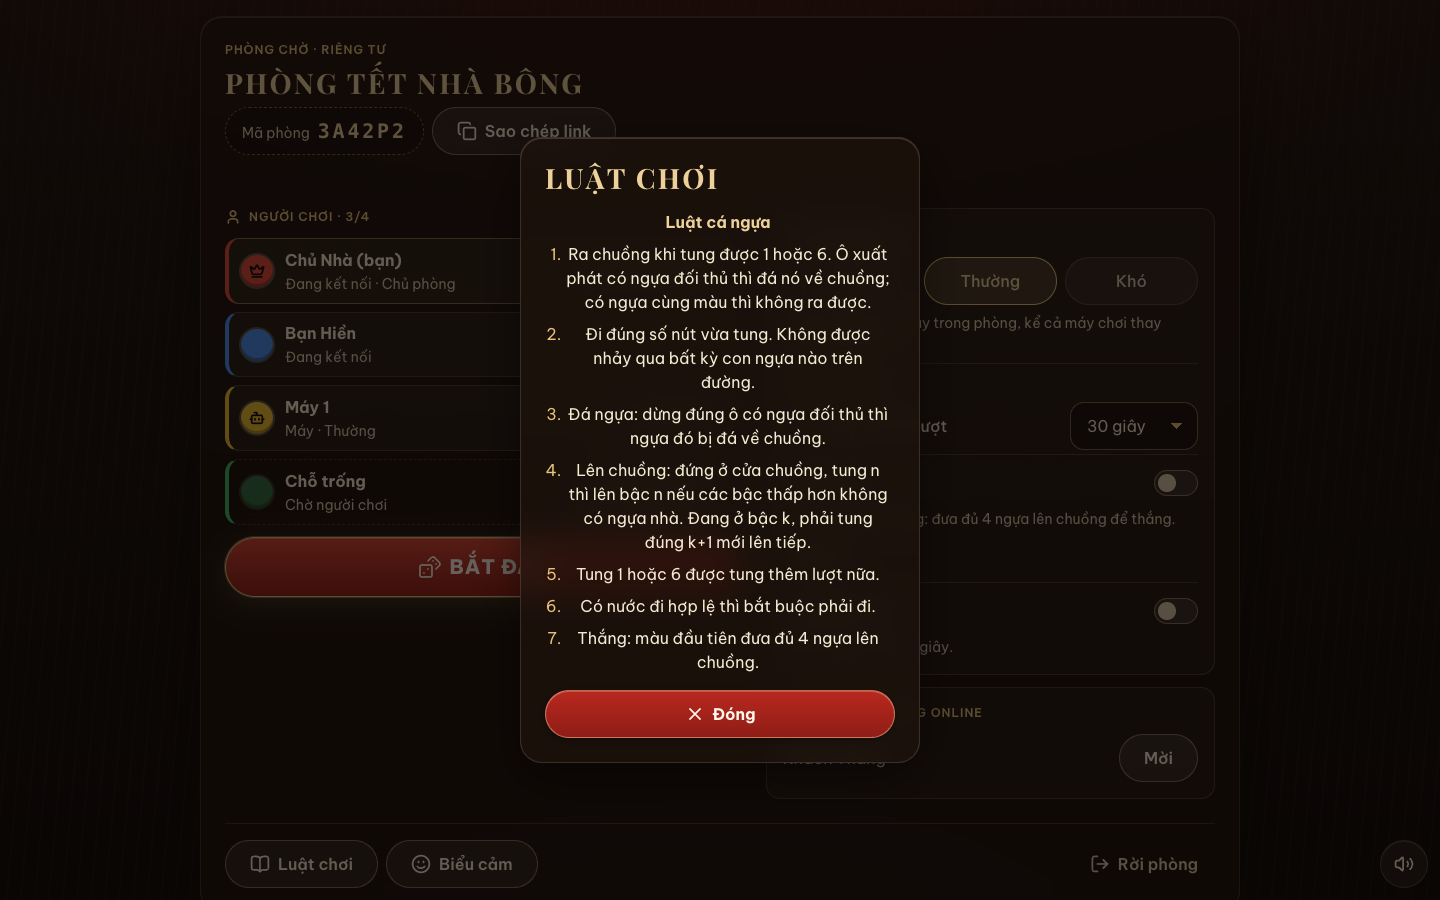 PHÒNG CHỜ · RIÊNG TƯ
PHÒNG TẾT NHÀ BÔNG
Mã phòng 3A42P2
Sao chép link
NGƯỜI CHƠI · 3/4
Chủ Nhà (bạn)
Đang kết nối · Chủ phòng
Bạn Hiền
Đang kết nối
Máy 1
Máy · Thường
Chỗ trống
Chờ người chơi
BẮT
LUẬT CHƠI
Luật cá ngựa
1. Ra chuồng khi tung được 1 hoặc 6. Ô xuất
phát có ngựa đối thủ thì đá nó về chuồng;
có ngựa cùng màu thì không ra được.
2. Đi đúng số nút vừa tung. Không được
nhảy qua bất kỳ con ngựa nào trên
đường.
3. Đá ngựa: dừng đúng ô có ngựa đối thủ thì
ngựa đó bị đá về chuồng.
4. Lên chuồng: đứng ở cửa chuồng, tung n
thì lên bậc n nếu các bậc thấp hơn không
có ngựa nhà. Đang ở bậc k, phải tung
đúng k+1 mới lên tiếp.
5. Tung 1 hoặc 6 được tung thêm lượt nữa.
6. Có nước đi hợp lệ thì bắt buộc phải đi.
7. Thắng: màu đầu tiên đưa đủ 4 ngựa lên
chuồng.
Đóng
Thường
Khó
trong phòng, kể cả máy chơi thay
30 giây
đưa đủ 4 ngựa lên chuồng để thắng.
giây.
ONLINE
Mời
Luật chơi
Biểu cảm
Rời phòng